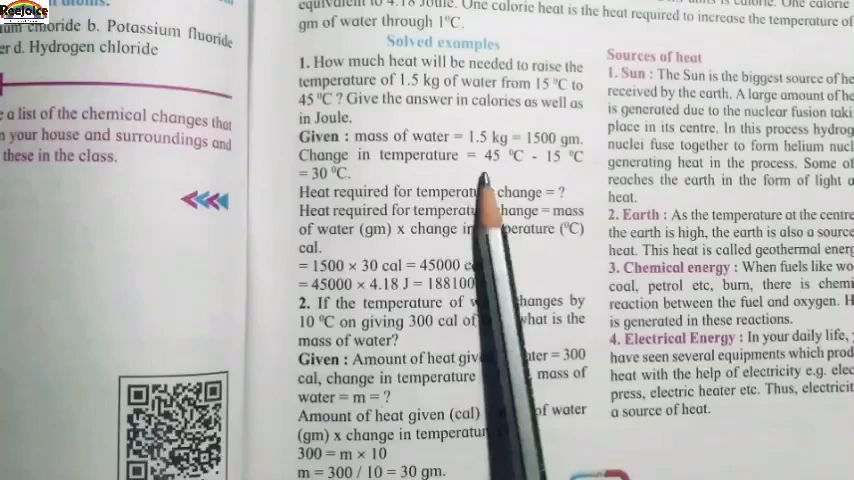 Reejoice
chloride b. Potassium fluoride
er d. Hydrogen chloride
e a list of the chemical changes that
n your house and surroundings and
these in the class.
equivalent to 4.18 Joule. One calorie heat is the heat required to increase the temperature of
gm of water through 1°C.
Solved examples
1. How much heat will be needed to raise the
temperature of 1.5 kg of water from 15 °C to
45 °C ? Give the answer in calories as well as
in Joule.
Given : mass of water = 1.5 kg = 1500 gm.
Change in temperature = 45 °C - 15 °C
= 30 °C.
Heat required for temperat change = ?
Heat required for temperatu hange = mass
of water (gm) x change in perature (°C)
cal.
= 1500 × 30 cal = 45000 c
= 45000 × 4.18 J = 188100
2. If the temperature of w hanges by
10 °C on giving 300 cal of what is the
mass of water?
Given : Amount of heat giv ater = 300
cal, change in temperature mass of
water = m = ?
Amount of heat given (cal) of water
(gm) x change in temperatur
300 = m × 10
m = 300 / 10 = 30 gm.
Sources of heat
1. Sun : The Sun is the biggest source of he
received by the earth. A large amount of he
is generated due to the nuclear fusion taki
place in its centre. In this process hydrog
nuclei fuse together to form helium nucl
generating heat in the process. Some of
reaches the earth in the form of light a
heat.
2. Earth : As the temperature at the centre
the earth is high, the earth is also a source
heat. This heat is called geothermal energ
3. Chemical energy : When fuels like wo
coal, petrol etc, burn, there is chemi
reaction between the fuel and oxygen. H
is generated in these reactions.
4. Electrical Energy : In your daily life,
have seen several equipments which prod
heat with the help of electricity e.g. elec
press, electric heater etc. Thus, electricit
a source of heat.